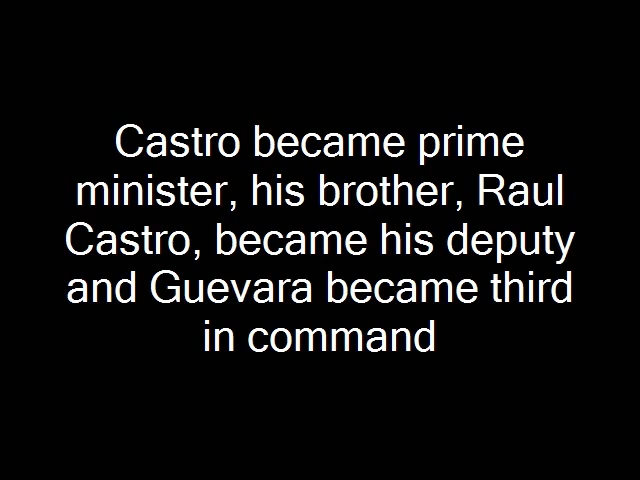 Castro became prime
minister, his brother, Raul
Castro, became his deputy
and Guevara became third
in command